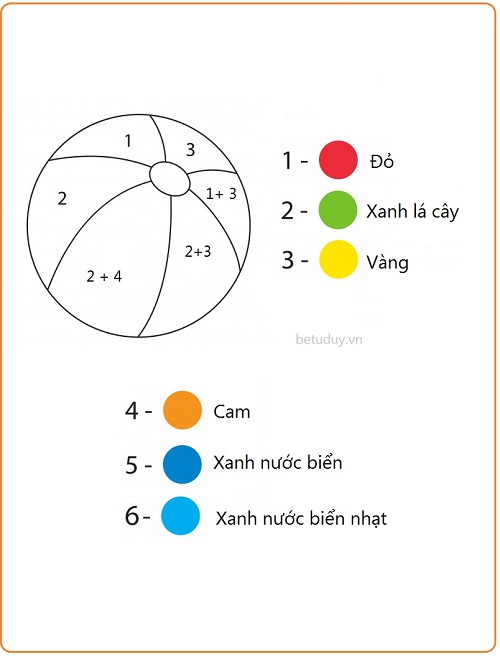 1
3
2
1+ 3
2+3
2 + 4
1 - Đỏ
2 - Xanh lá cây
3 - Vàng
betuduy.vn
4 - Cam
5 - Xanh nước biển
6- Xanh nước biển nhạt